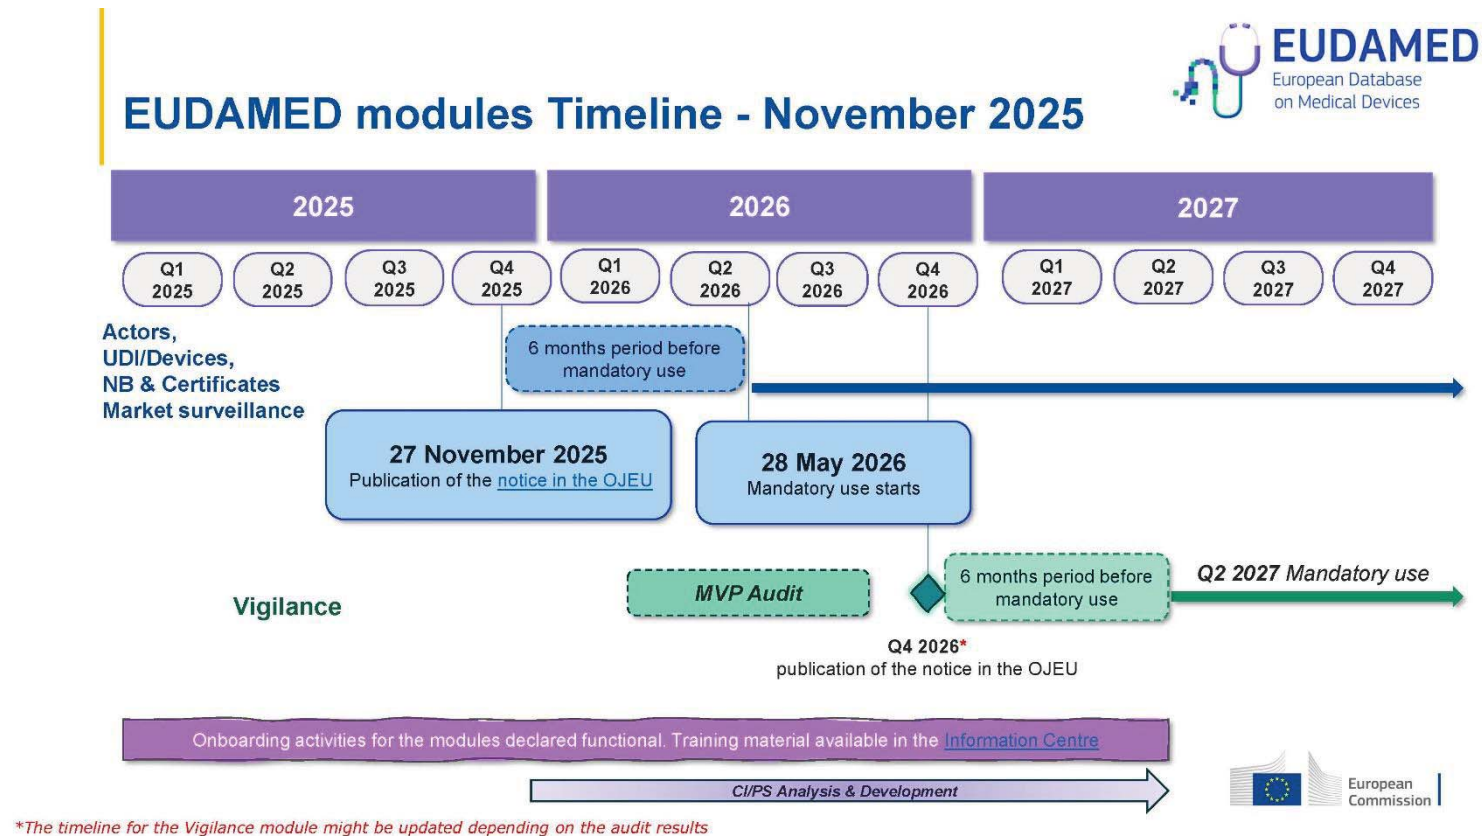 EUDAMED
European Database
on Medical Devices
EUDAMED modules Timeline - November 2025
2025
2026
2027
Q1
2025
Q2
2025
Q3
2025
Q4
2025
Q1
2026
Q2
2026
Q3
2026
Q4
2026
Q1
2027
Q2
2027
Q3
2027
Q4
2027
Actors,
UDI/Devices,
NB & Certificates
Market surveillance
6 months period before
mandatory use
27 November 2025
Publication of the notice in the OJEU
28 May 2026
Mandatory use starts
Vigilance
MVP Audit
6 months period before
mandatory use
Q2 2027 Mandatory use
Q4 2026*
publication of the notice in the OJEU
Onboarding activities for the modules declared functional. Training material available in the Information Centre
CI/PS Analysis & Development
European
Commission
*The timeline for the Vigilance module might be updated depending on the audit results